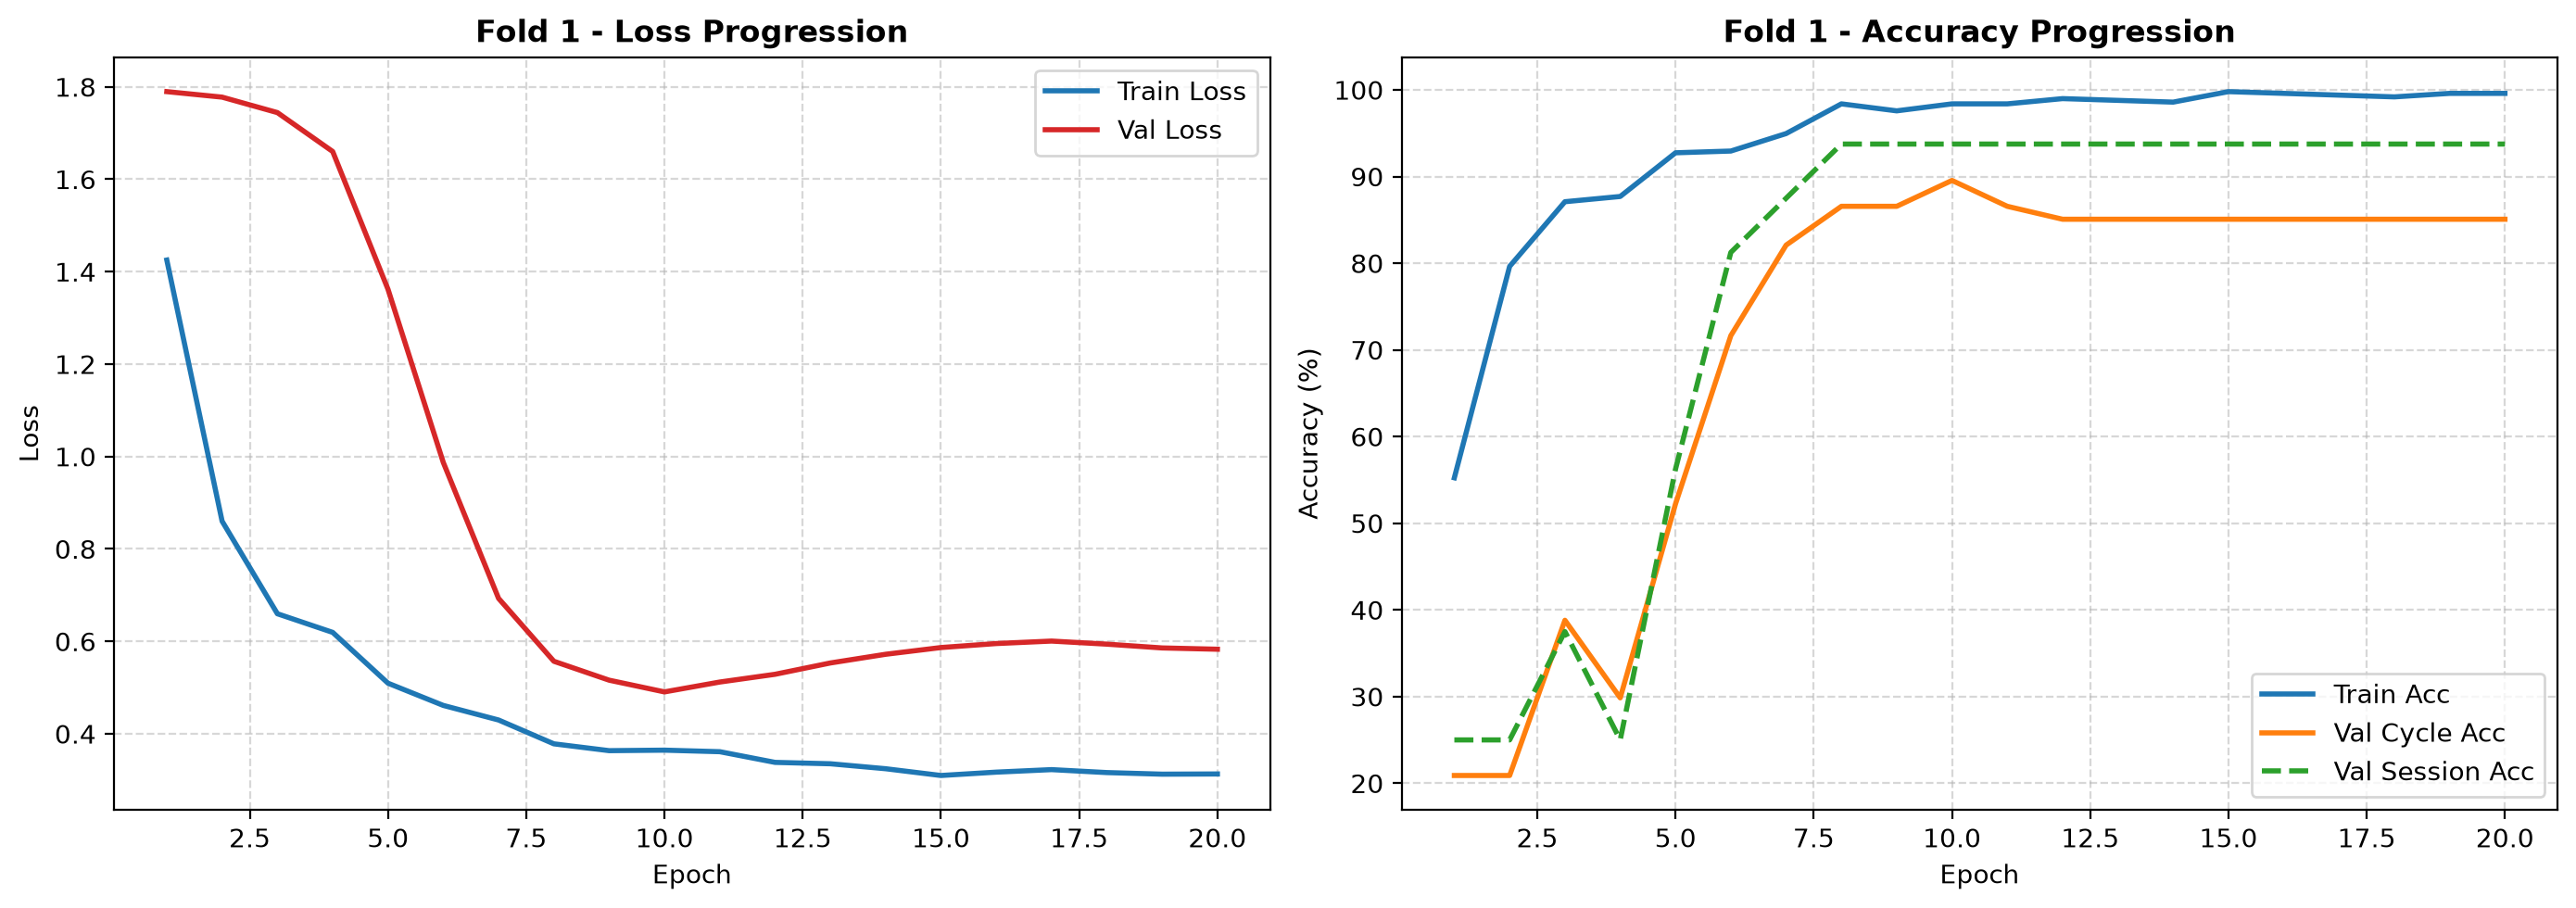 Fold 1 - Loss Progression
1.8
1.6
1.4
1.2
1.0
0.8
0.6
0.4
Loss
Train Loss
Val Loss
2.5 5.0 7.5 10.0 12.5 15.0 17.5 20.0
Epoch
Fold 1 - Accuracy Progression
100
90
80
70
60
50
40
30
20
Accuracy (%)
Train Acc
Val Cycle Acc
Val Session Acc
2.5 5.0 7.5 10.0 12.5 15.0 17.5 20.0
Epoch